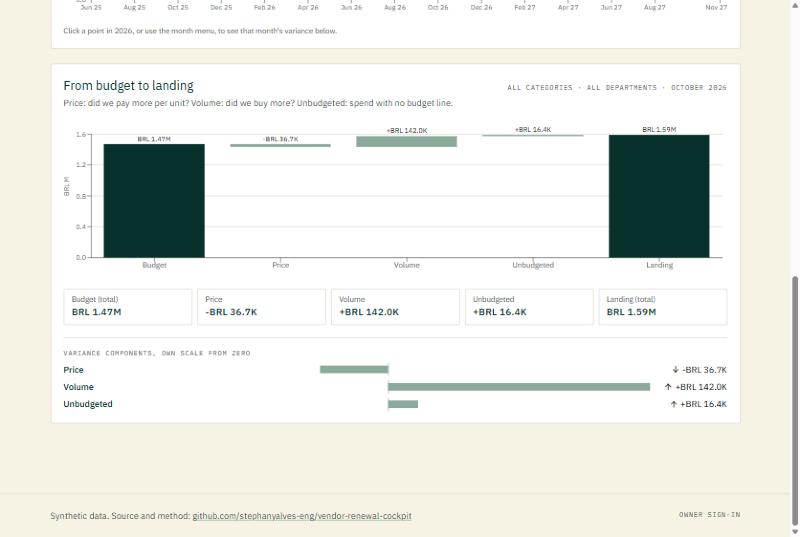 0.0
Jun 25 Aug 25 Oct 25 Dec 25 Feb 26 Apr 26 Jun 26 Aug 26 Oct 26 Dec 26 Feb 27 Apr 27 Jun 27 Aug 27 Nov 27
Click a point in 2026, or use the month menu, to see that month's variance below.
From budget to landing
ALL CATEGORIES · ALL DEPARTMENTS · OCTOBER 2026
Price: did we pay more per unit? Volume: did we buy more? Unbudgeted: spend with no budget line.
BRL M
1.6
1.2
0.8
0.4
0.0
BRL 1.47M -BRL 36.7K +BRL 142.0K +BRL 16.4K BRL 1.59M
Budget Price Volume Unbudgeted Landing
Budget (total) Price Volume Unbudgeted Landing (total)
BRL 1.47M -BRL 36.7K +BRL 142.0K +BRL 16.4K BRL 1.59M
VARIANCE COMPONENTS, OWN SCALE FROM ZERO
Price ↓ -BRL 36.7K
Volume ↑ +BRL 142.0K
Unbudgeted ↑ +BRL 16.4K
Synthetic data. Source and method: github.com/stephanyalves-eng/vendor-renewal-cockpit
OWNER SIGN-IN